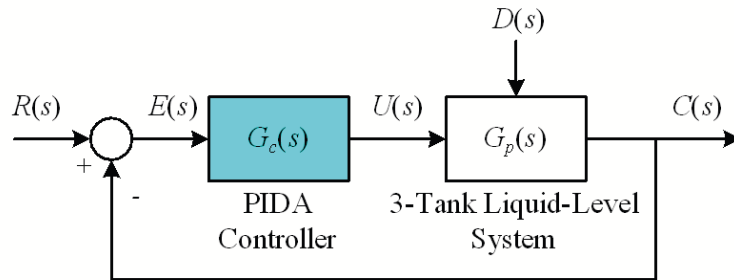 D(s)
R(s)
E(s)
U(s)
C(s)
G_c(s)
G_p(s)
+
-
PIDA
Controller
3-Tank Liquid-Level
System